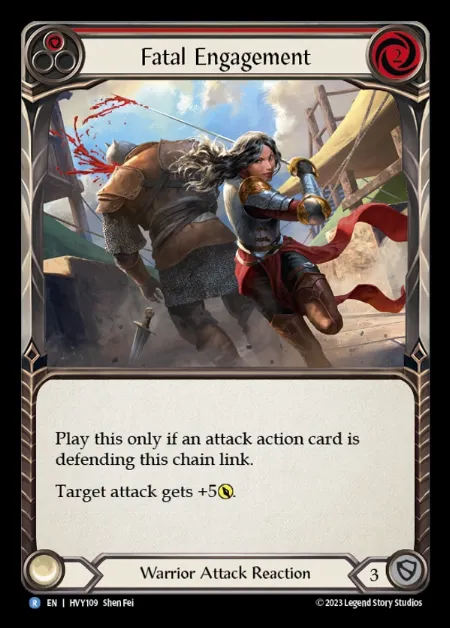 Fatal Engagement
2
Play this only if an attack action card is
defending this chain link.
Target attack gets +5.
Warrior Attack Reaction
3
R EN | HVY109 Shen Fei
© 2023 Legend Story Studios